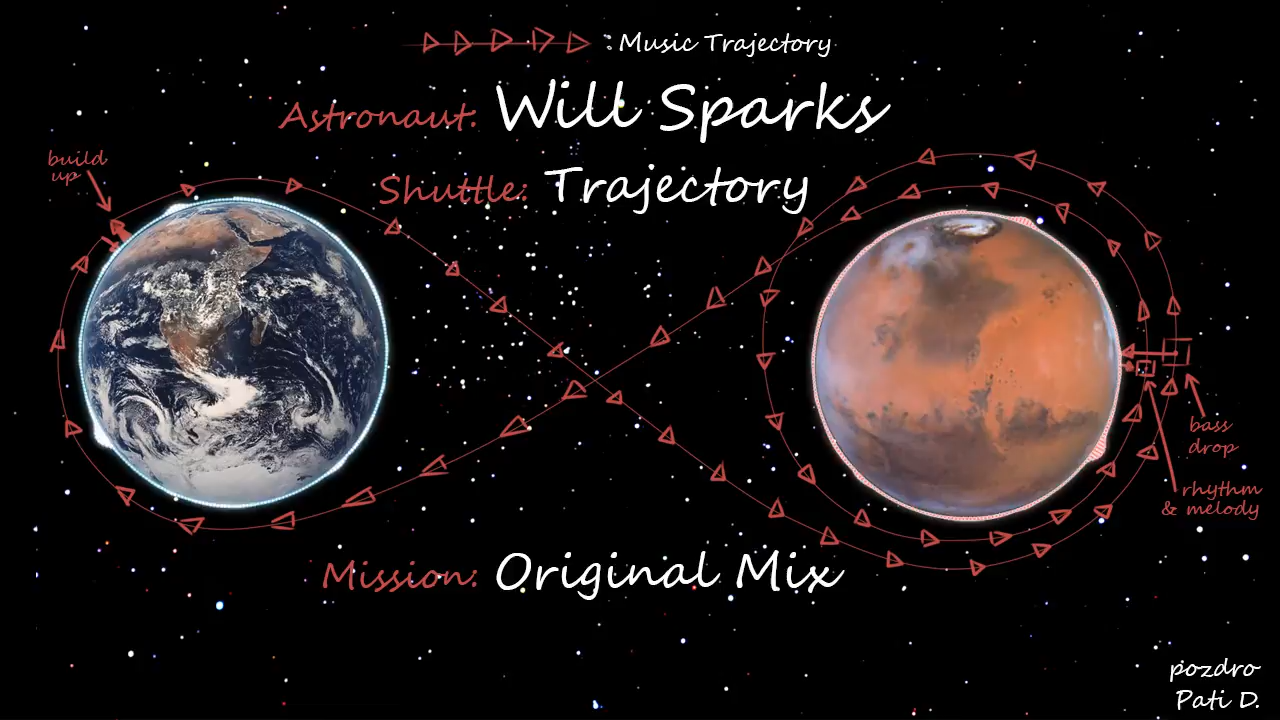 : Music Trajectory
Astronaut: Will Sparks
Shuttle: Trajectory
build
up
bass
drop
rhythm
& melody
Mission: Original Mix
pozdro
Pati D.